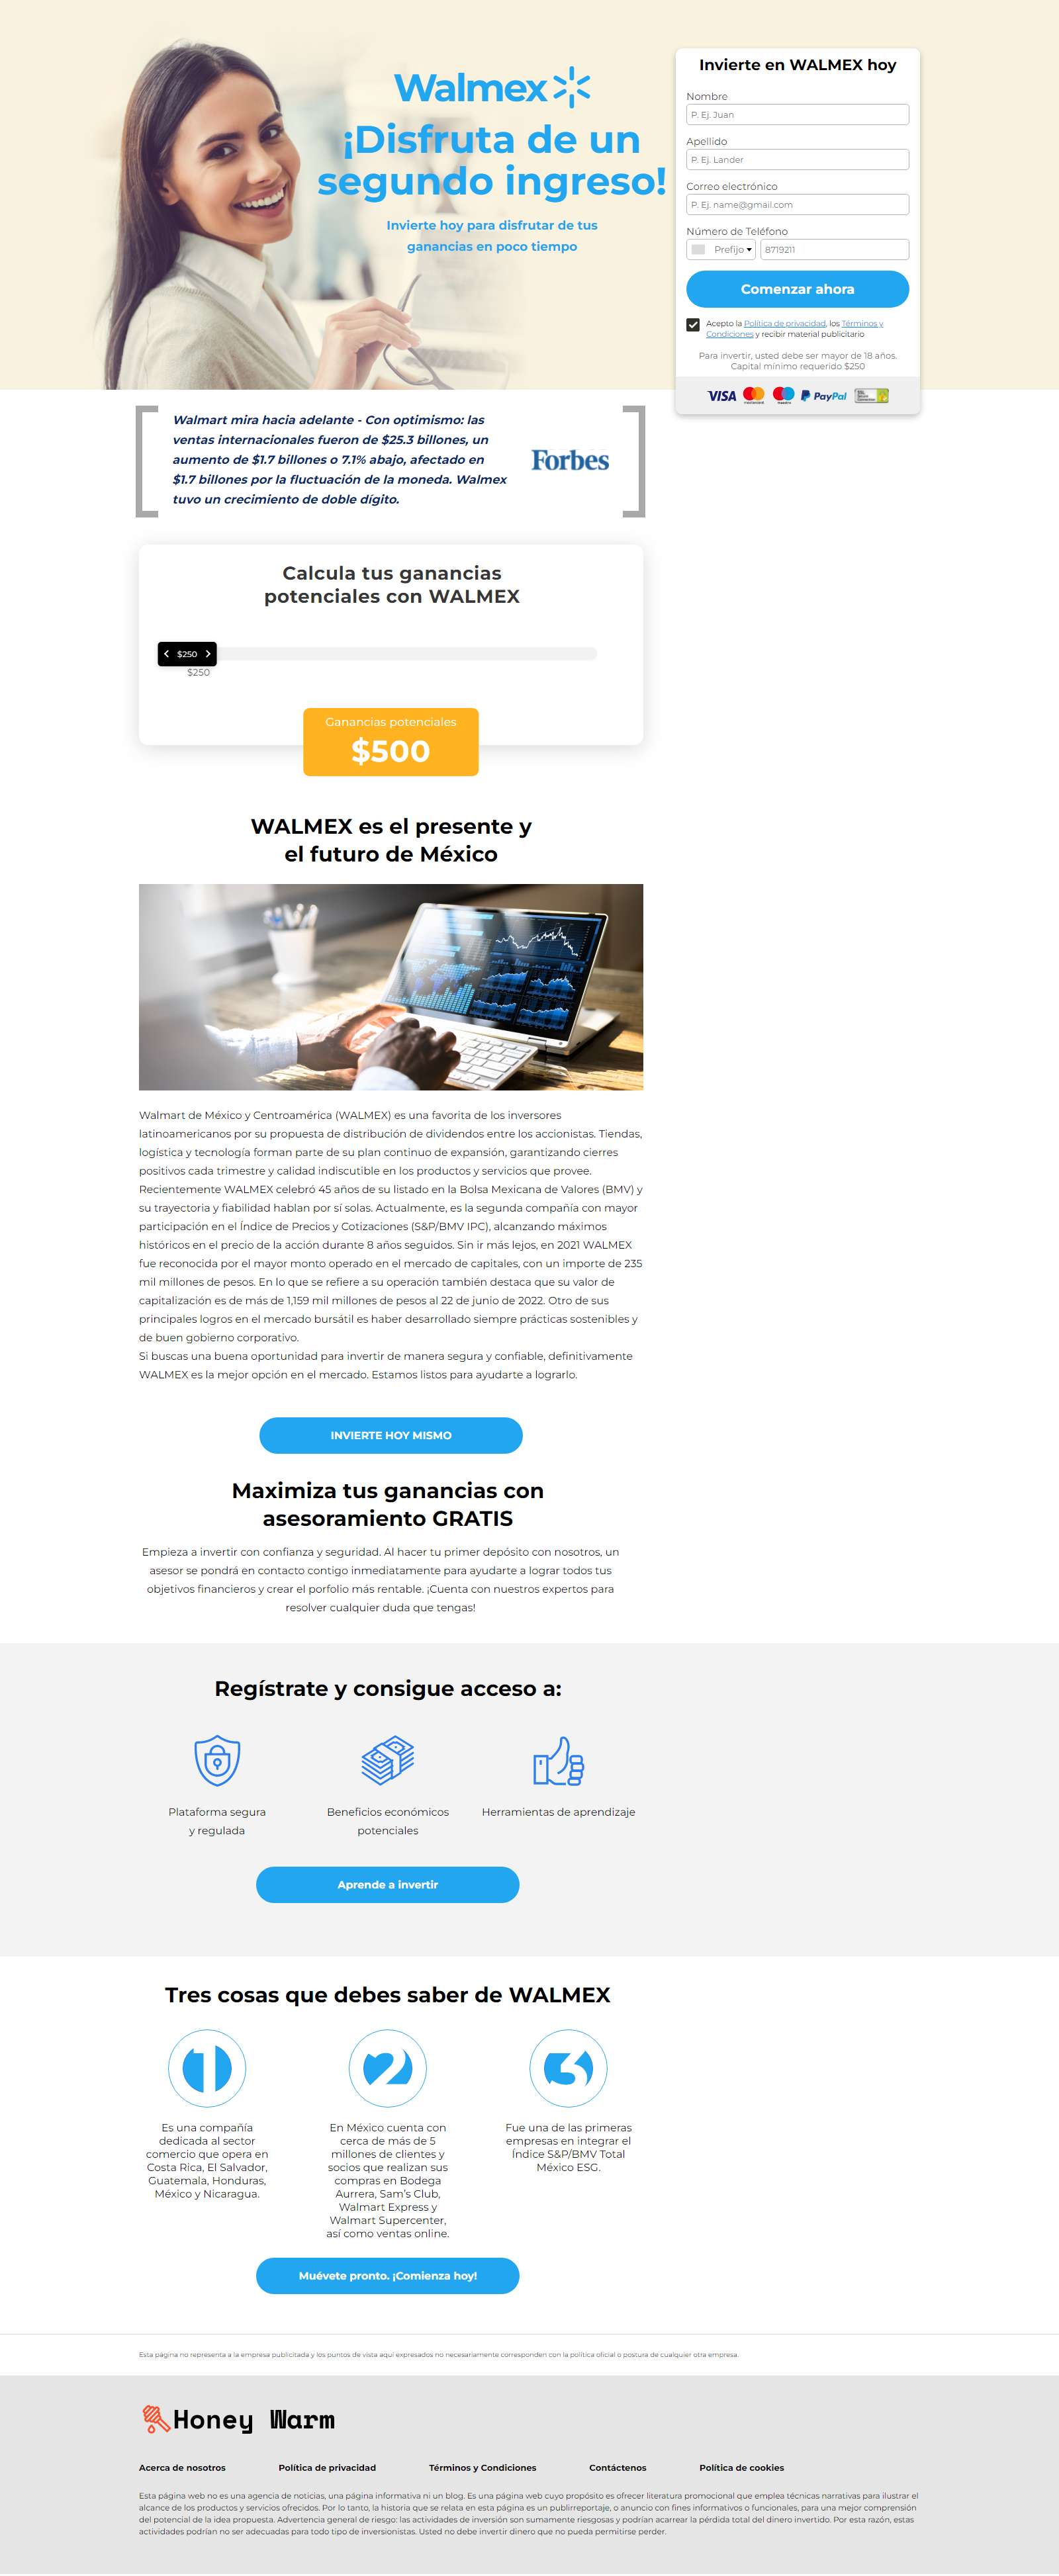 Walmex
¡Disfruta de un
segundo ingreso!
Invierte hoy para disfrutar de tus
ganancias en poco tiempo
Invierte en WALMEX hoy
Nombre
P. Ej. Juan
Apellido
P. Ej. Lander
Correo electrónico
P. Ej. name@gmail.com
Número de Teléfono
Prefijo
8719211
Comenzar ahora
Acepto la Política de privacidad, los Términos y
Condiciones y recibir material publicitario
Para invertir, usted debe ser mayor de 18 años.
Capital mínimo requerido $250
VISA
PayPal
Walmart mira hacia adelante - Con optimismo: las
ventas internacionales fueron de $25.3 billones, un
aumento de $1.7 billones o 7.1% abajo, afectado en
$1.7 billones por la fluctuación de la moneda. Walmex
tuvo un crecimiento de doble dígito.
Forbes
Calcula tus ganancias
potenciales con WALMEX
$250
$250
Ganancias potenciales
$500
WALMEX es el presente y
el futuro de México
Walmart de México y Centroamérica (WALMEX) es una favorita de los inversores
latinoamericanos por su propuesta de distribución de dividendos entre los accionistas. Tiendas,
logística y tecnología forman parte de su plan continuo de expansión, garantizando cierres
positivos cada trimestre y calidad indiscutible en los productos y servicios que provee.
Recientemente WALMEX celebró 45 años de su listado en la Bolsa Mexicana de Valores (BMV) y
su trayectoria y fiabilidad hablan por sí solas. Actualmente, es la segunda compañía con mayor
participación en el Índice de Precios y Cotizaciones (S&P/BMV IPC), alcanzando máximos
históricos en el precio de la acción durante 8 años seguidos. Sin ir más lejos, en 2021 WALMEX
fue reconocida por el mayor monto operado en el mercado de capitales, con un importe de 235
mil millones de pesos. En lo que se refiere a su operación también destaca que su valor de
capitalización es de más de 1,159 mil millones de pesos al 22 de junio de 2022. Otro de sus
principales logros en el mercado bursátil es haber desarrollado siempre prácticas sostenibles y
de buen gobierno corporativo.
Si buscas una buena oportunidad para invertir de manera segura y confiable, definitivamente
WALMEX es la mejor opción en el mercado. Estamos listos para ayudarte a lograrlo.
INVIERTE HOY MISMO
Maximiza tus ganancias con
asesoramiento GRATIS
Empieza a invertir con confianza y seguridad. Al hacer tu primer depósito con nosotros, un
asesor se pondrá en contacto contigo inmediatamente para ayudarte a lograr todos tus
objetivos financieros y crear el porfolio más rentable. ¡Cuenta con nuestros expertos para
resolver cualquier duda que tengas!
Regístrate y consigue acceso a:
Plataforma segura
y regulada
Beneficios económicos
potenciales
Herramientas de aprendizaje
Aprende a invertir
Tres cosas que debes saber de WALMEX
1
2
3
Es una compañía
dedicada al sector
comercio que opera en
Costa Rica, El Salvador,
Guatemala, Honduras,
México y Nicaragua.
En México cuenta con
cerca de más de 5
millones de clientes y
socios que realizan sus
compras en Bodega
Aurrera, Sam's Club,
Walmart Express y
Walmart Supercenter,
así como ventas online.
Fue una de las primeras
empresas en integrar el
Índice S&P/BMV Total
México ESG.
Muévete pronto. ¡Comienza hoy!
Esta página no representa a la empresa publicitada y los puntos de vista aquí expresados no necesariamente corresponden con la política oficial o postura de cualquier otra empresa.
Honey Warm
Acerca de nosotros
Política de privacidad
Términos y Condiciones
Contáctenos
Política de cookies
Esta página web no es una agencia de noticias, una página informativa ni un blog. Es una página web cuyo propósito es ofrecer literatura promocional que emplea técnicas narrativas para ilustrar el
alcance de los productos y servicios ofrecidos. Por lo tanto, la historia que se relata en esta página es un publirreportaje, o anuncio con fines informativos o funcionales, para una mejor comprensión
del potencial de la idea propuesta. Advertencia general de riesgo: las actividades de inversión son sumamente riesgosas y podrían acarrear la pérdida total del dinero invertido. Por esta razón, estas
actividades podrían no ser adecuadas para todo tipo de inversionistas. Usted no debe invertir dinero que no pueda permitirse perder.